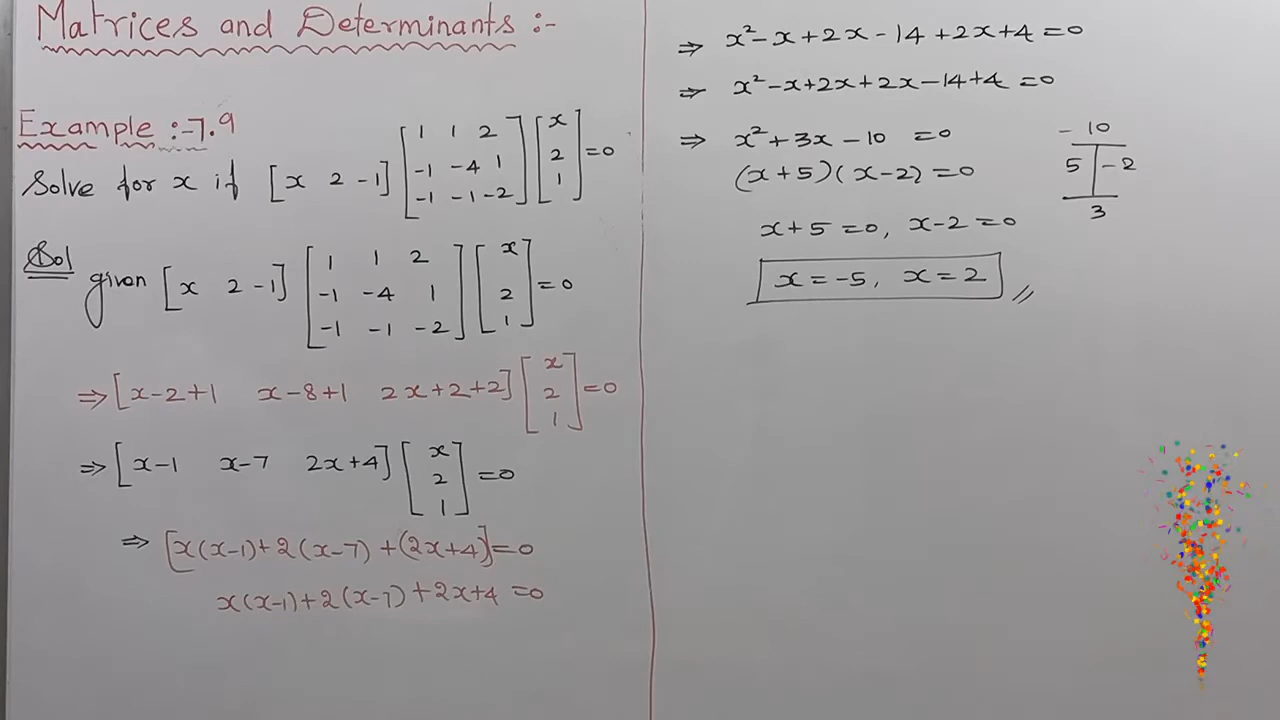 Matrices and Determinants :-
Example :-7.9
Solve for x if [x 2 -1] [1 1 2; -1 -4 1; -1 -1 -2] [x; 2; 1] =0
Sol
given [x 2 -1] [1 1 2; -1 -4 1; -1 -1 -2] [x; 2; 1] =0
⇒ [x-2+1 x-8+1 2x+2+2] [x; 2; 1] =0
⇒ [x-1 x-7 2x+4] [x; 2; 1] =0
⇒ [x(x-1)+2(x-7)+(2x+4]=0
x(x-1)+2(x-7)+2x+4 =0
⇒ x²-x+2x-14+2x+4=0
⇒ x²-x+2x+2x-14+4=0
⇒ x²+3x-10 =0
(x+5)(x-2)=0
x+5=0, x-2=0
x=-5, x=2 //
-10
5 | -2
3